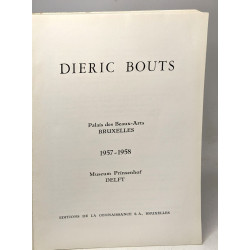 DIERIC BOUTS
Palais des Beaux-Arts
BRUXELLES
1957-1958
Museum Prinsenhof
DELFT
EDITIONS DE LA CONNAISSANCE S.A., BRUXELLES